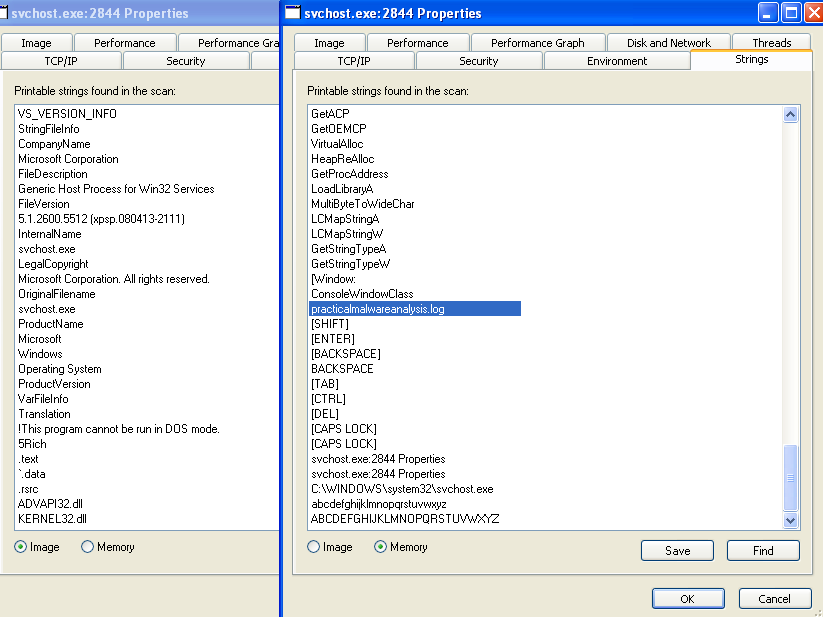 svchost.exe:2844 Properties
Image Performance Performance Gra
TCP/IP Security
Printable strings found in the scan:
VS_VERSION_INFO
StringFileInfo
CompanyName
Microsoft Corporation
FileDescription
Generic Host Process for Win32 Services
FileVersion
5.1.2600.5512 (xpsp.080413-2111)
InternalName
svchost.exe
LegalCopyright
Microsoft Corporation. All rights reserved.
OriginalFilename
svchost.exe
ProductName
Microsoft
Windows
Operating System
ProductVersion
VarFileInfo
Translation
!This program cannot be run in DOS mode.
5Rich
.text
`.data
.rsrc
ADVAPI32.dll
KERNEL32.dll
Image Memory
svchost.exe:2844 Properties
Image Performance Performance Graph Disk and Network Threads
TCP/IP Security Environment Strings
Printable strings found in the scan:
GetACP
GetOEMCP
VirtualAlloc
HeapReAlloc
GetProcAddress
LoadLibraryA
MultiByteToWideChar
LCMapStringA
LCMapStringW
GetStringTypeA
GetStringTypeW
[Window:
ConsoleWindowClass
practicalmalwareanalysis.log
[SHIFT]
[ENTER]
[BACKSPACE]
BACKSPACE
[TAB]
[CTRL]
[DEL]
[CAPS LOCK]
[CAPS LOCK]
svchost.exe:2844 Properties
svchost.exe:2844 Properties
C:\WINDOWS\system32\svchost.exe
abcdefghijklmnopqrstuvwxyz
ABCDEFGHIJKLMNOPQRSTUVWXYZ
Image Memory Save Find
OK Cancel